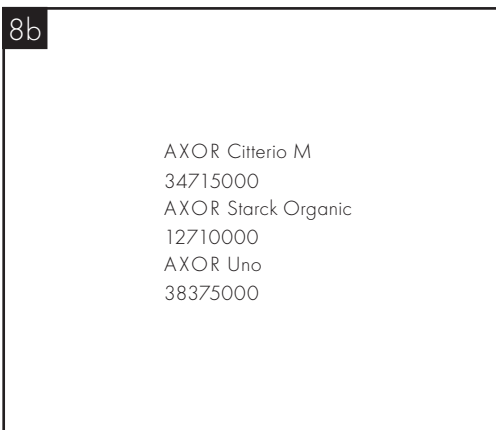 8b
AXOR Citterio M
34715000
AXOR Starck Organic
12710000
AXOR Uno
38375000